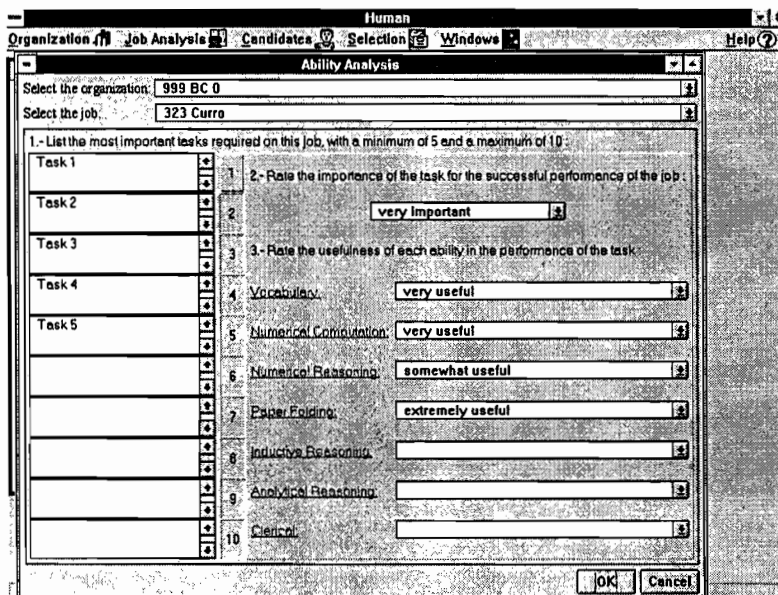 Human
Organization Job Analysis Candidates Selection Windows Help
Ability Analysis
Select the organization: 999 BC 0
Select the job: 323 Curro
1.- List the most important tasks required on this job, with a minimum of 5 and a maximum of 10 :
Task 1
1 2.- Rate the importance of the task for the successful performance of the job :
Task 2
2 very important
Task 3
3 3.- Rate the usefulness of each ability in the performance of the task
Task 4
4 Vocabulary: very useful
Task 5
5 Numerical Computation: very useful
6 Numerical Reasoning: somewhat useful
7 Paper Folding: extremely useful
8 Inductive Reasoning:
9 Analytical Reasoning:
10 Clerical:
OK Cancel